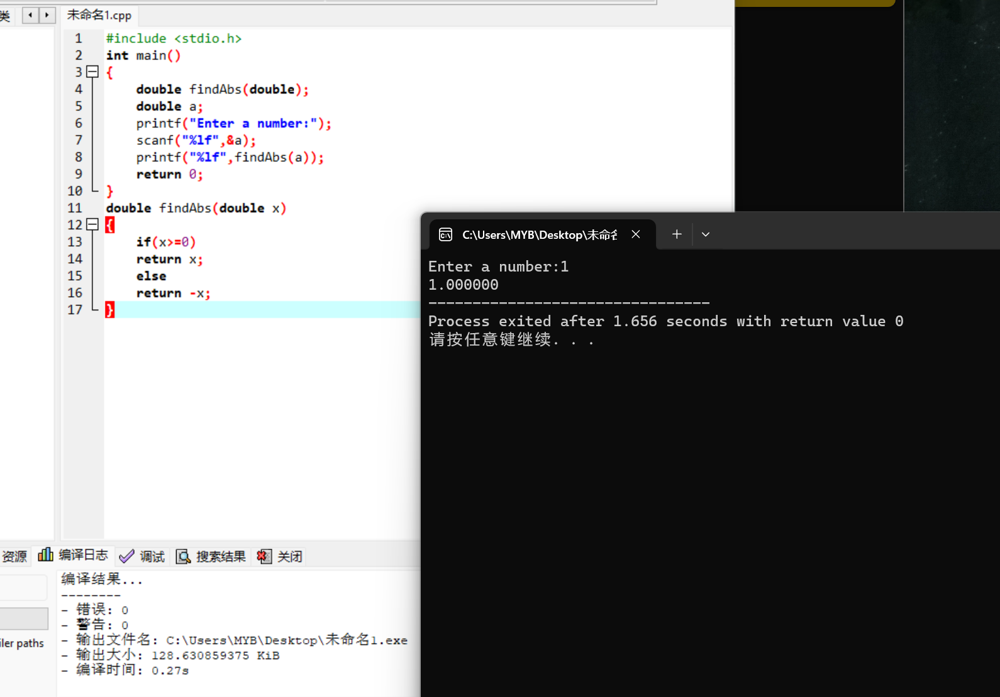 类
未命名1.cpp
1 #include <stdio.h>
2 int main()
3 {
4 double findAbs(double);
5 double a;
6 printf("Enter a number:");
7 scanf("%lf",&a);
8 printf("%lf",findAbs(a));
9 return 0;
10 }
11 double findAbs(double x)
12 {
13 if(x>=0)
14 return x;
15 else
16 return -x;
17 }
C:\Users\MYB\Desktop\未命名
Enter a number:1
1.000000
--------------------------------
Process exited after 1.656 seconds with return value 0
请按任意键继续. . .
资源 编译日志 调试 搜索结果 关闭
编译结果...
--------
- 错误: 0
- 警告: 0
- 输出文件名: C:\Users\MYB\Desktop\未命名1.exe
- 输出大小: 128.630859375 KiB
- 编译时间: 0.27s
iler paths